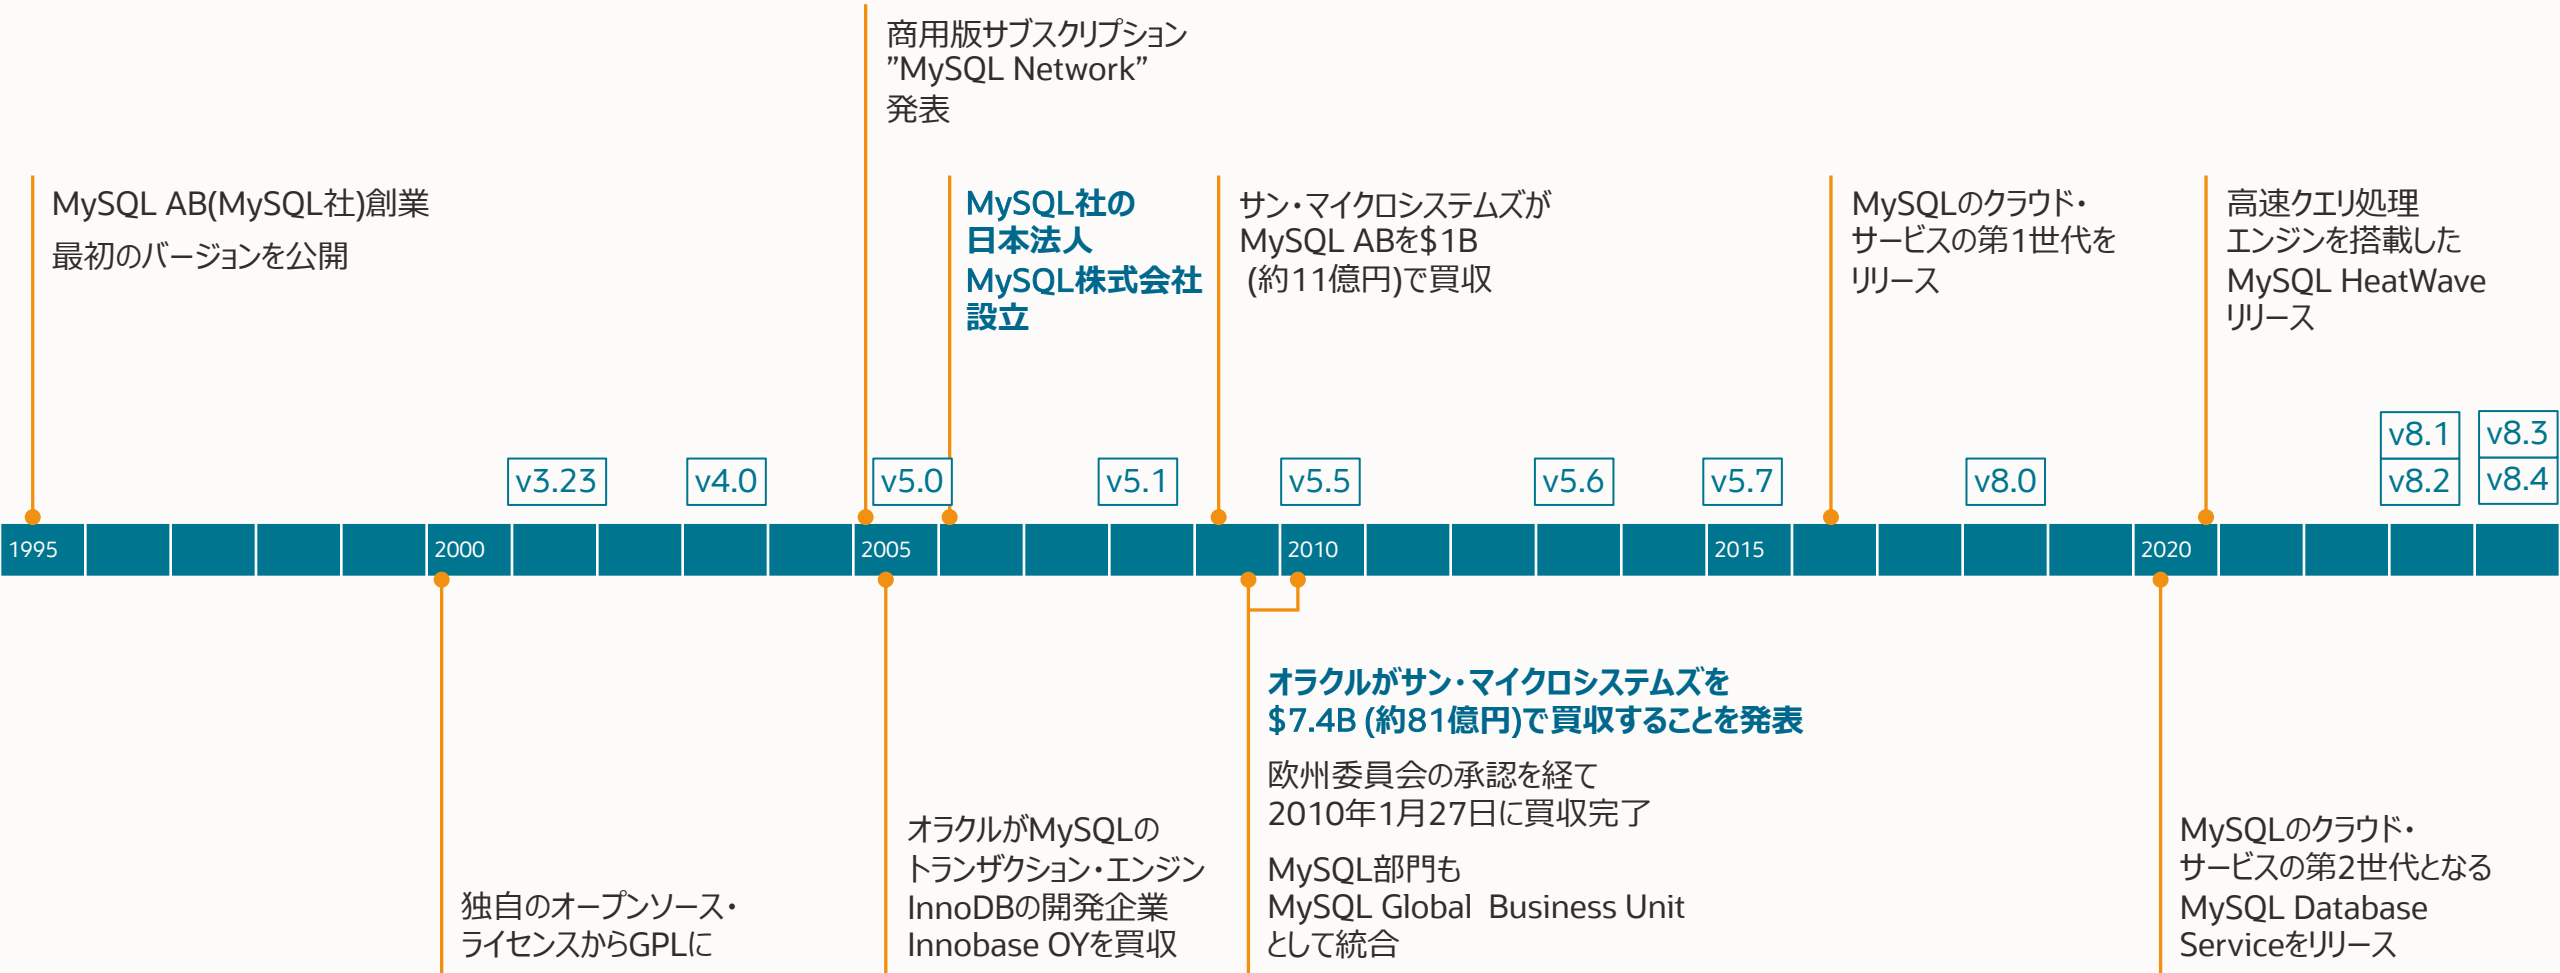 商用版サブスクリプション
”MySQL Network”
発表
MySQL AB(MySQL社)創業
最初のバージョンを公開
MySQL社の
日本法人
MySQL株式会社
設立
サン・マイクロシステムズが
MySQL ABを$1B
(約11億円)で買収
MySQLのクラウド・
サービスの第1世代を
リリース
高速クエリ処理
エンジンを搭載した
MySQL HeatWave
リリース
v3.23
v4.0
v5.0
v5.1
v5.5
v5.6
v5.7
v8.0
v8.1
v8.2
v8.3
v8.4
1995
2000
2005
2010
2015
2020
独自のオープンソース・
ライセンスからGPLに
オラクルがMySQLの
トランザクション・エンジン
InnoDBの開発企業
Innobase OYを買収
オラクルがサン・マイクロシステムズを
$7.4B (約81億円)で買収することを発表
欧州委員会の承認を経て
2010年1月27日に買収完了
MySQL部門も
MySQL Global Business Unit
として統合
MySQLのクラウド・
サービスの第2世代となる
MySQL Database
Serviceをリリース